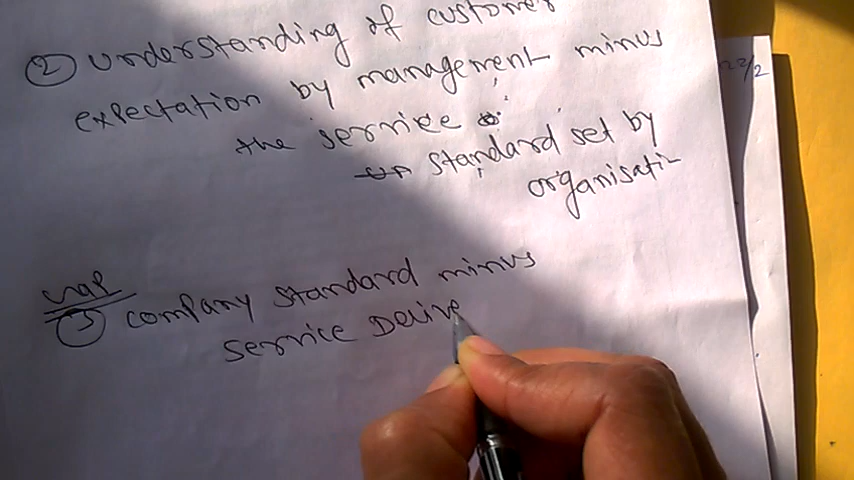 ② understanding of customer
expectation by management minus
the service
standard set by
organisati
Gap
③ company standard minus
service Delive